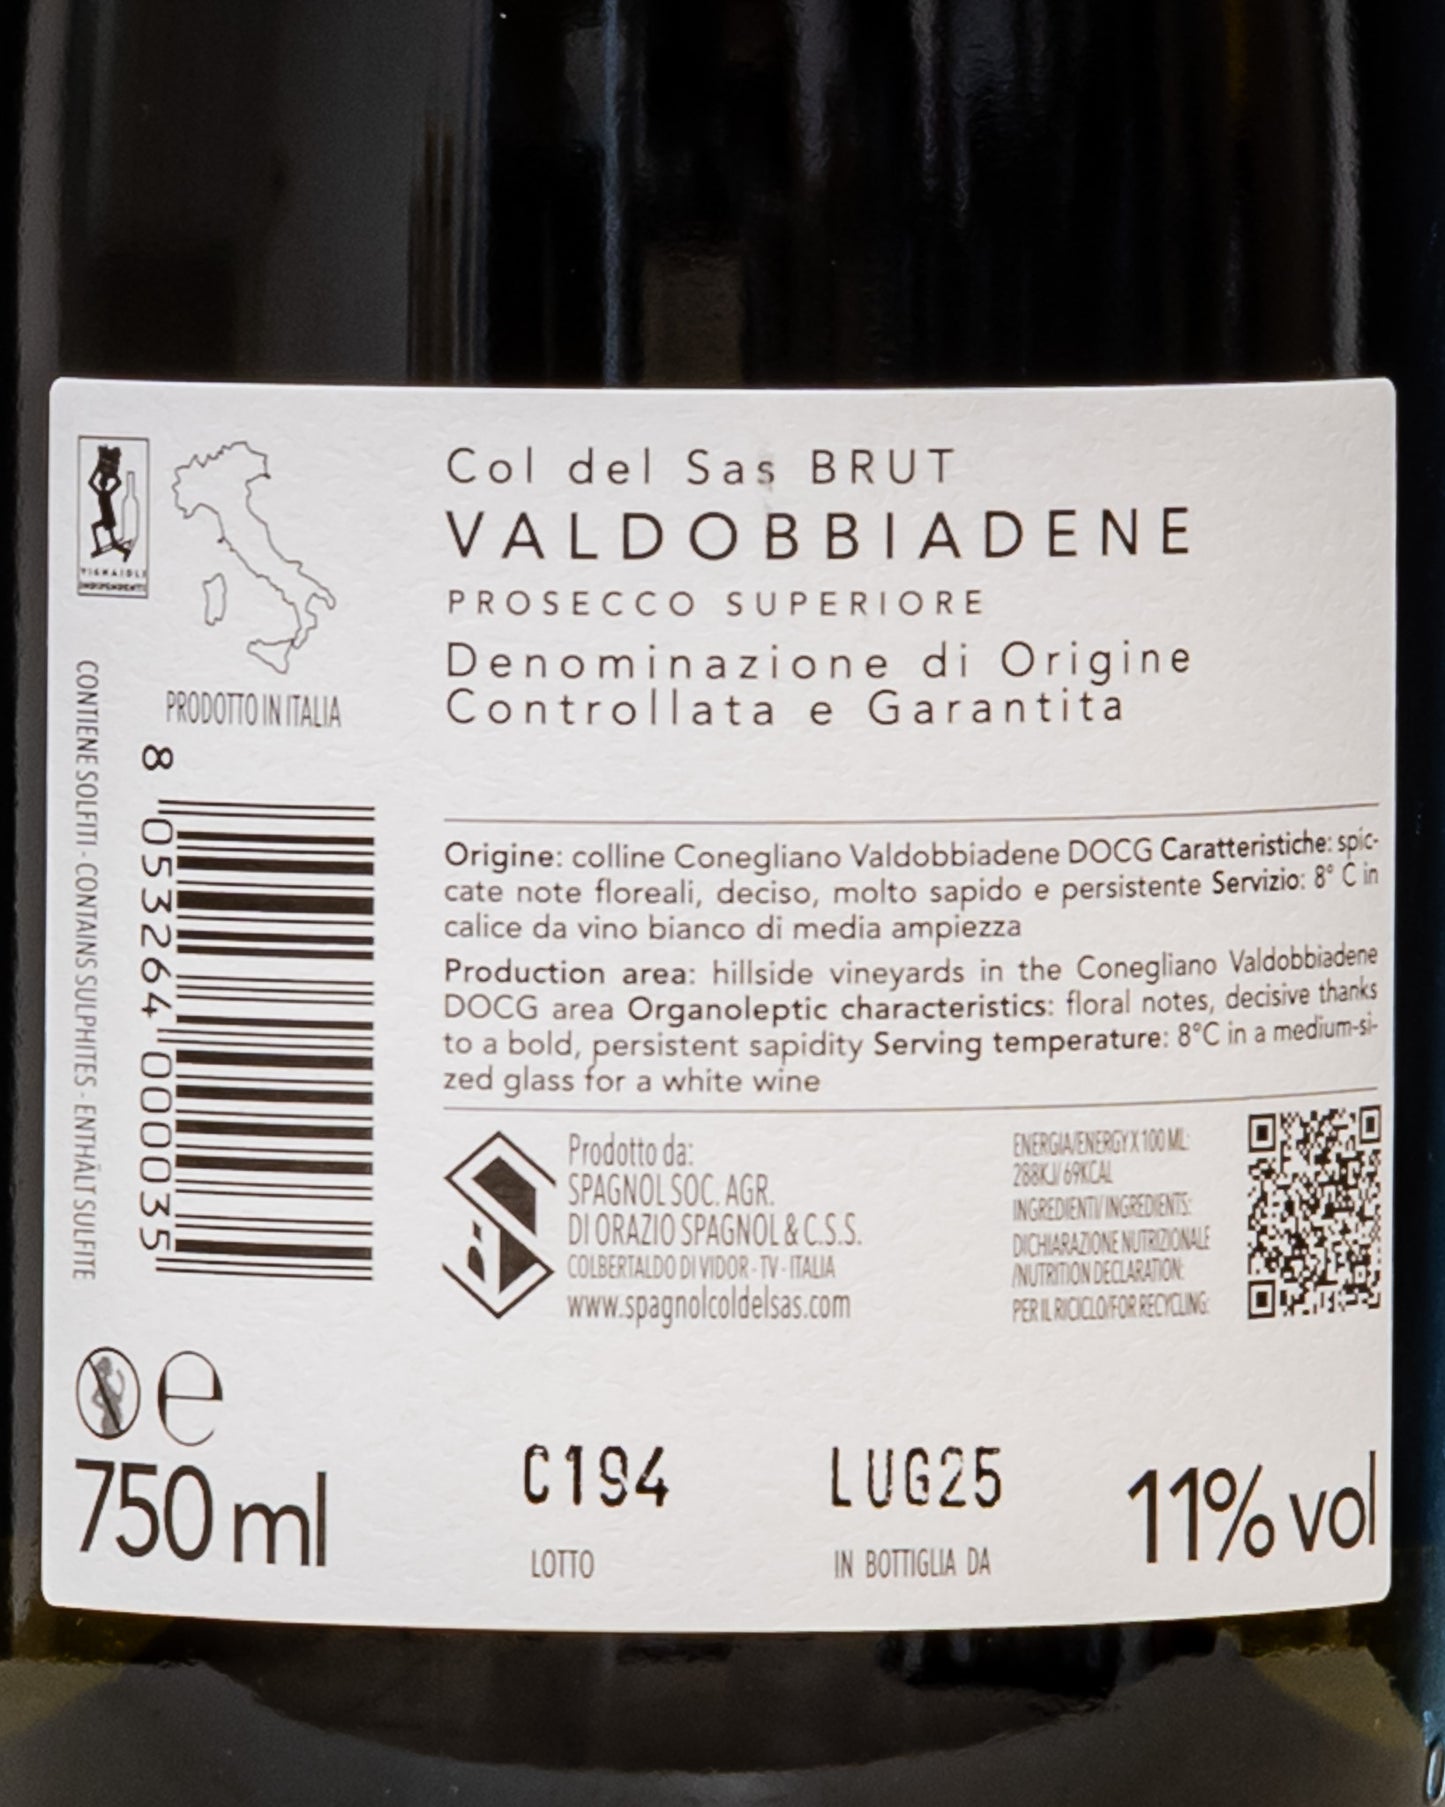 VIGNAIOLI
INDIPENDENTI
PRODOTTO IN ITALIA
CONTIENE SOLFITI - CONTAINS SULPHITES - ENTHÄLT SULFITE
8 053264 000035
Col del Sas BRUT
VALDOBBIADENE
PROSECCO SUPERIORE
Denominazione di Origine
Controllata e Garantita
Origine: colline Conegliano Valdobbiadene DOCG Caratteristiche: spic-
cate note floreali, deciso, molto sapido e persistente Servizio: 8° C in
calice da vino bianco di media ampiezza
Production area: hillside vineyards in the Conegliano Valdobbiadene
DOCG area Organoleptic characteristics: floral notes, decisive thanks
to a bold, persistent sapidity Serving temperature: 8°C in a medium-si-
zed glass for a white wine
Prodotto da:
SPAGNOL SOC. AGR.
DI ORAZIO SPAGNOL & C.S.S.
COLBERTALDO DI VIDOR - TV - ITALIA
www.spagnolcoldelsas.com
ENERGIA/ENERGY X 100 ML:
288KJ/ 69KCAL
INGREDIENTI/ INGREDIENTS:
DICHIARAZIONE NUTRIZIONALE
/NUTRITION DECLARATION:
PER IL RICICLO/FOR RECYCLING:
e
750 ml
C194
LOTTO
LUG25
IN BOTTIGLIA DA
11% vol